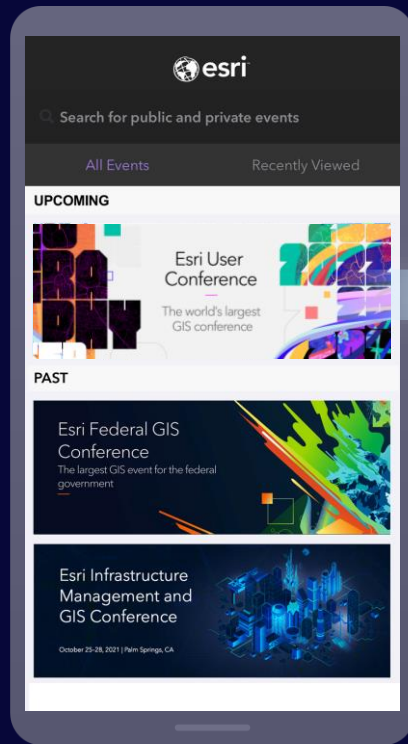 esri
Search for public and private events
All Events
Recently Viewed
UPCOMING
Esri User
Conference
The world's largest
GIS conference
PAST
Esri Federal GIS
Conference
The largest GIS event for the federal
government
Esri Infrastructure
Management and
GIS Conference
October 25-28, 2021 | Palm Springs, CA